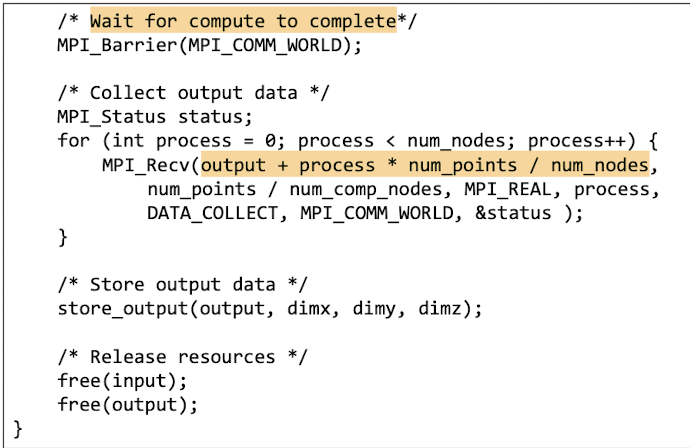 /* Wait for compute to complete*/
MPI_Barrier(MPI_COMM_WORLD);
/* Collect output data */
MPI_Status status;
for (int process = 0; process < num_nodes; process++) {
MPI_Recv(output + process * num_points / num_nodes,
num_points / num_comp_nodes, MPI_REAL, process,
DATA_COLLECT, MPI_COMM_WORLD, &status );
}
/* Store output data */
store_output(output, dimx, dimy, dimz);
/* Release resources */
free(input);
free(output);
}